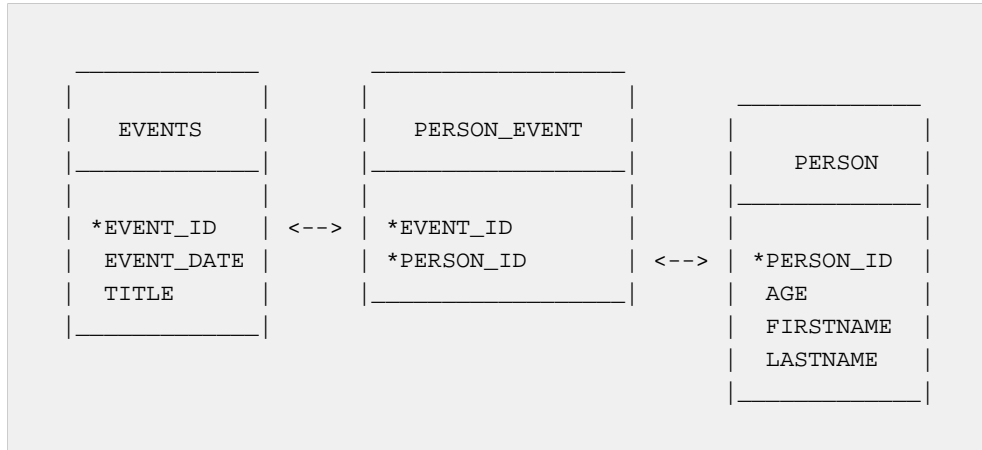 EVENTS
PERSON_EVENT
PERSON
*EVENT_ID <--> *EVENT_ID
EVENT_DATE *PERSON_ID <--> *PERSON_ID
TITLE AGE
FIRSTNAME
LASTNAME